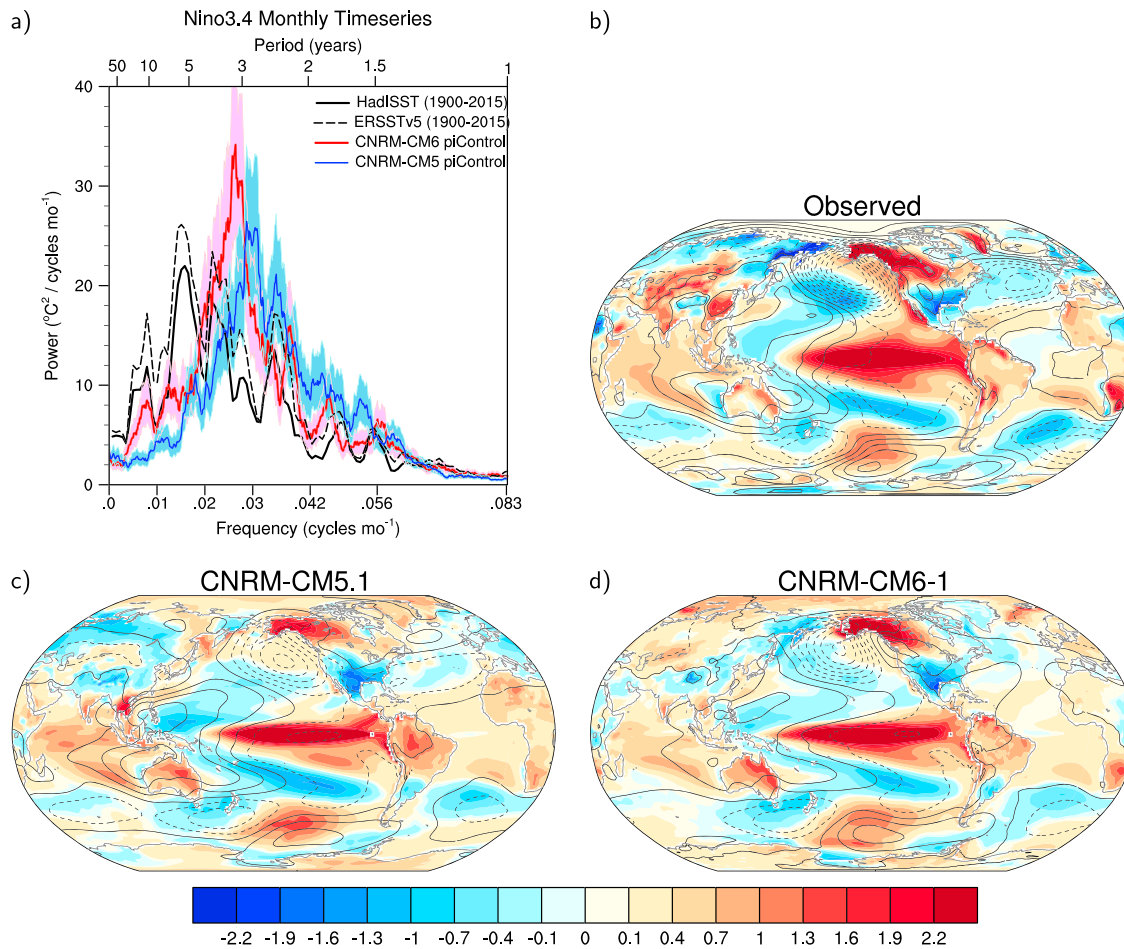 a)
Nino3.4 Monthly Timeseries
Period (years)
50 10 5 3 2 1.5 1
40
30
20
10
0
Power (°C² / cycles mo⁻¹)
HadISST (1900-2015)
ERSSTv5 (1900-2015)
CNRM-CM6 piControl
CNRM-CM5 piControl
.0 .01 .02 .03 .042 .056 .083
Frequency (cycles mo⁻¹)
b)
Observed
c)
CNRM-CM5.1
d)
CNRM-CM6-1
-2.2 -1.9 -1.6 -1.3 -1 -0.7 -0.4 -0.1 0 0.1 0.4 0.7 1 1.3 1.6 1.9 2.2